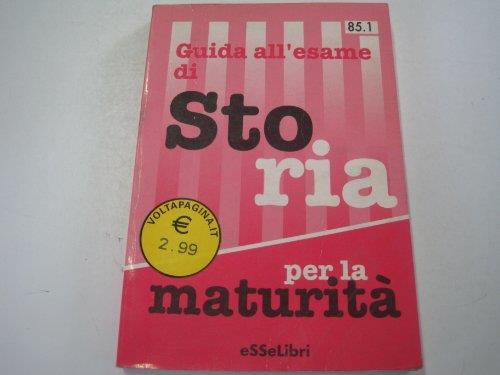 85.1
Guida all'esame
di
Sto
ria
VOLTAPAGINA.IT
€
2.99
per la
maturità
eSSeLibri